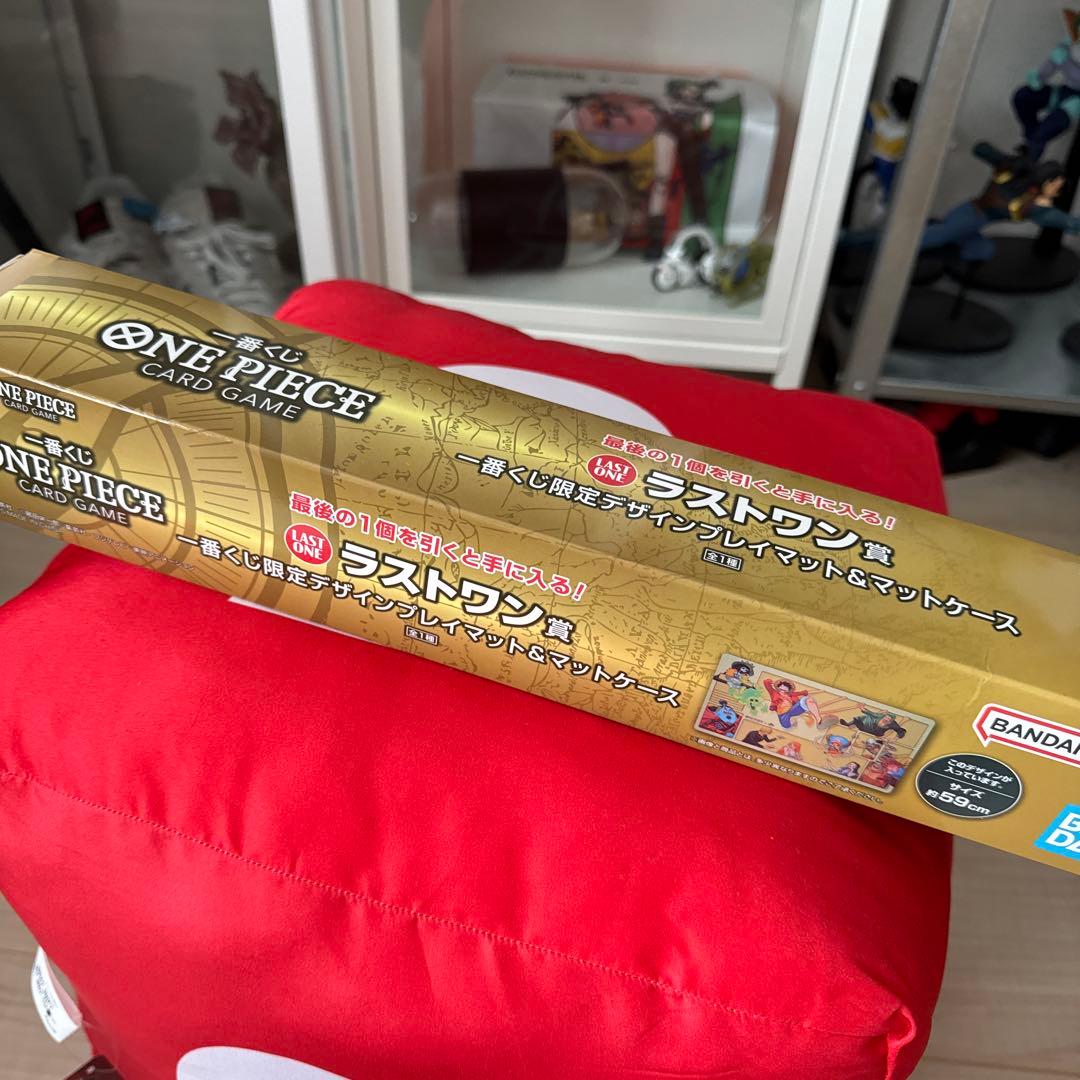 一番くじ
ONE PIECE
CARD GAME
最後の1個を引くと手に入る!
LAST ONE
ラストワン賞
一番くじ限定デザインプレイマット&マットケース
全1種
NE PIECE
CARD GAME
一番くじ
ONE PIECE
CARD GAME
最後の1個を引くと手に入る!
LAST ONE
ラストワン賞
一番くじ限定デザインプレイマット&マットケース
全1種
BANDAI
このデザインが
入っています。
サイズ
約59cm